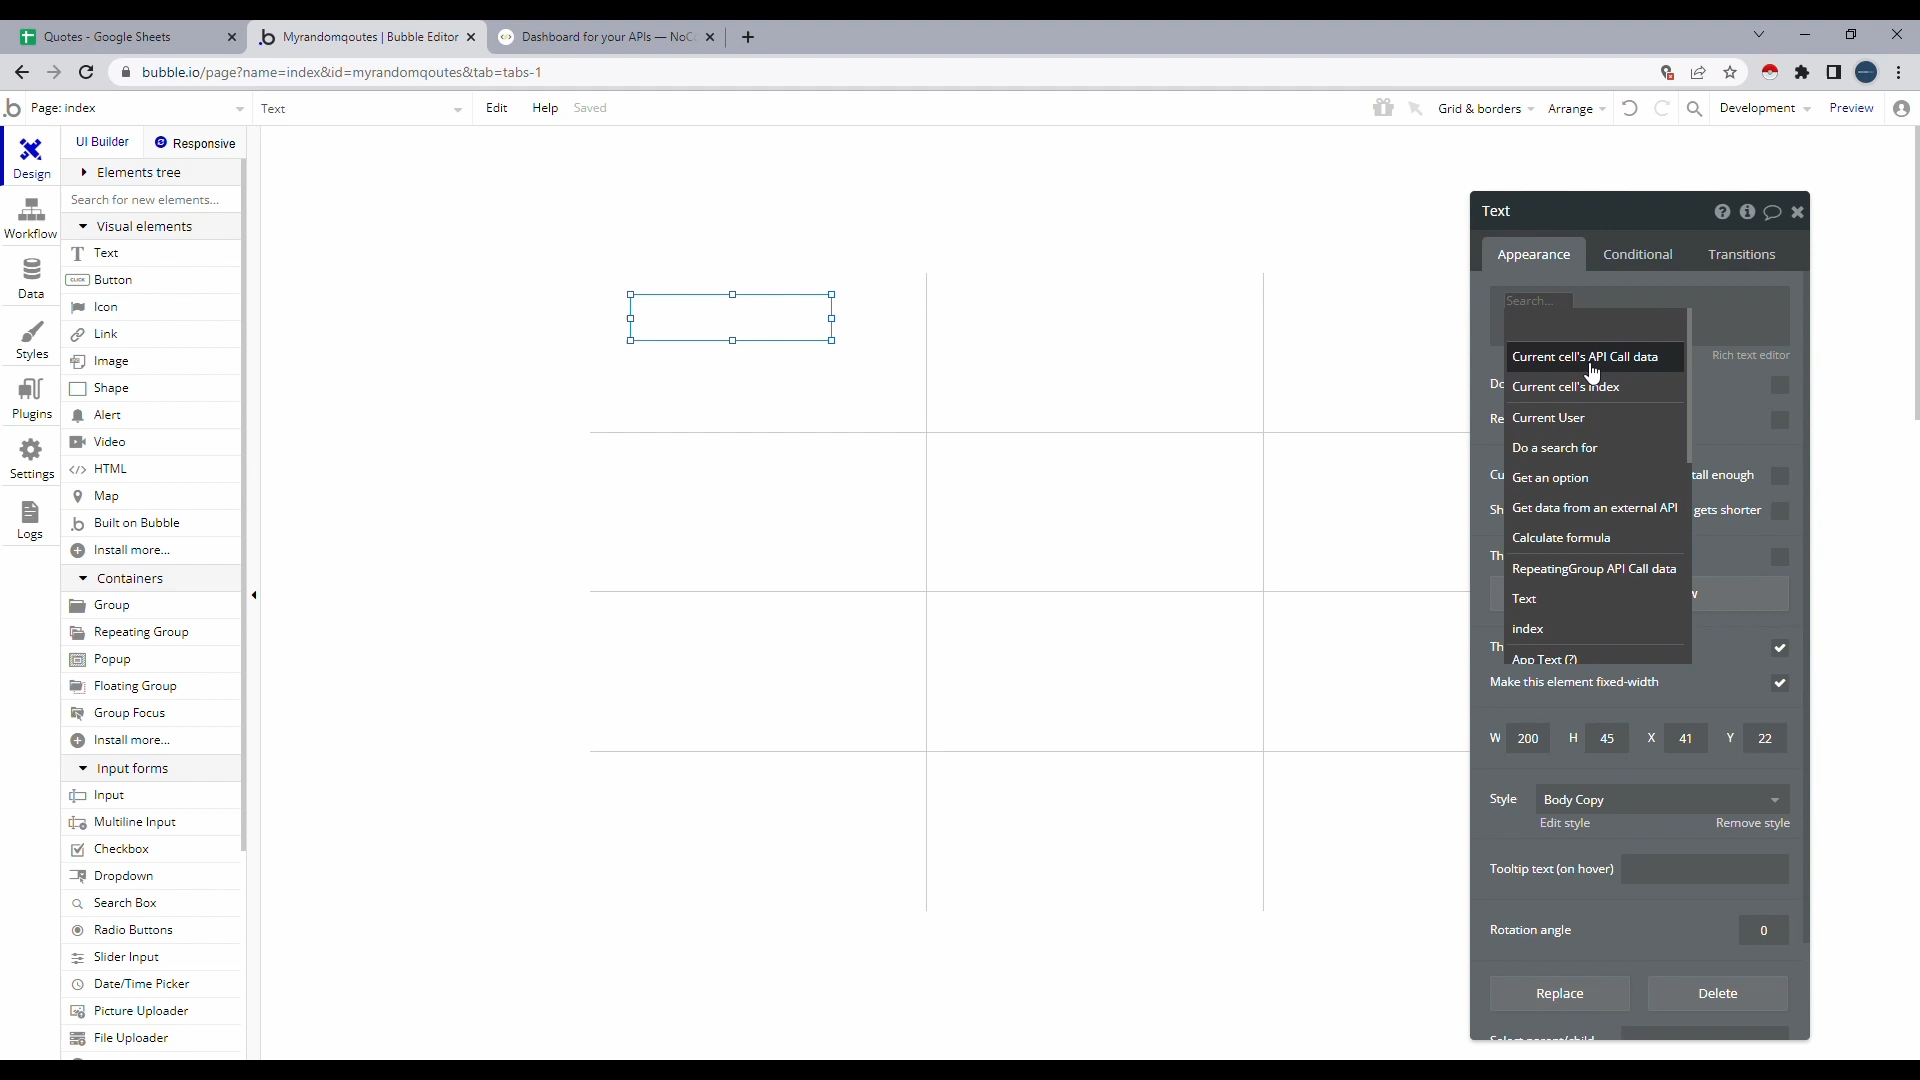 Quotes - Google Sheets
Myrandomqoutes | Bubble Editor
Dashboard for your APIs — NoC
bubble.io/page?name=index&id=myrandomqoutes&tab=tabs-1
Page: index
Text
Edit
Help
Saved
Grid & borders
Arrange
Development
Preview
Design
Workflow
Data
Styles
Plugins
Settings
Logs
UI Builder
Responsive
Elements tree
Search for new elements...
Visual elements
Text
CLICK Button
Icon
Link
Image
Shape
Alert
Video
</> HTML
Map
Built on Bubble
Install more...
Containers
Group
Repeating Group
Popup
Floating Group
Group Focus
Install more...
Input forms
Input
Multiline Input
Checkbox
Dropdown
Search Box
Radio Buttons
Slider Input
Date/Time Picker
Picture Uploader
File Uploader
Text
Appearance
Conditional
Transitions
Search...
Rich text editor
Current cell's API Call data
Current cell's index
Current User
Do a search for
Get an option
Get data from an external API
Calculate formula
RepeatingGroup API Call data
Text
index
App Text (?)
Do
Re
Cu
tall enough
Sh
gets shorter
Th
w
Th
Make this element fixed-width
W 200 H 45 X 41 Y 22
Style Body Copy
Edit style Remove style
Tooltip text (on hover)
Rotation angle 0
Replace Delete